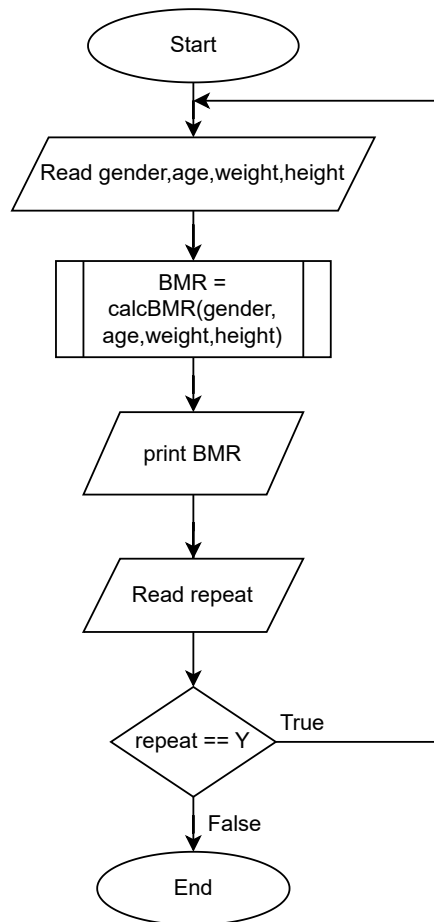 Start
Read gender,age,weight,height
BMR =
calcBMR(gender,
age,weight,height)
print BMR
Read repeat
repeat == Y
True
False
End